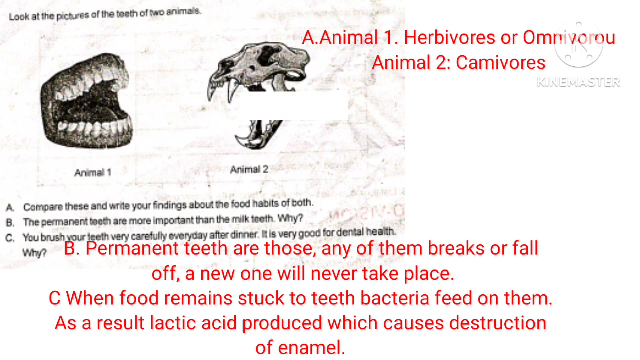 Look at the pictures of the teeth of two animals.
A.Animal 1. Herbivores or Omnivorou
Animal 2: Camivores
KINEMASTER
Animal 1
Animal 2
A. Compare these and write your findings about the food habits of both.
B. The permanent teeth are more important than the milk teeth. Why?
C. You brush your teeth very carefully everyday after dinner. It is very good for dental health.
Why?
B. Permanent teeth are those, any of them breaks or fall
off, a new one will never take place.
C When food remains stuck to teeth bacteria feed on them.
As a result lactic acid produced which causes destruction
of enamel.